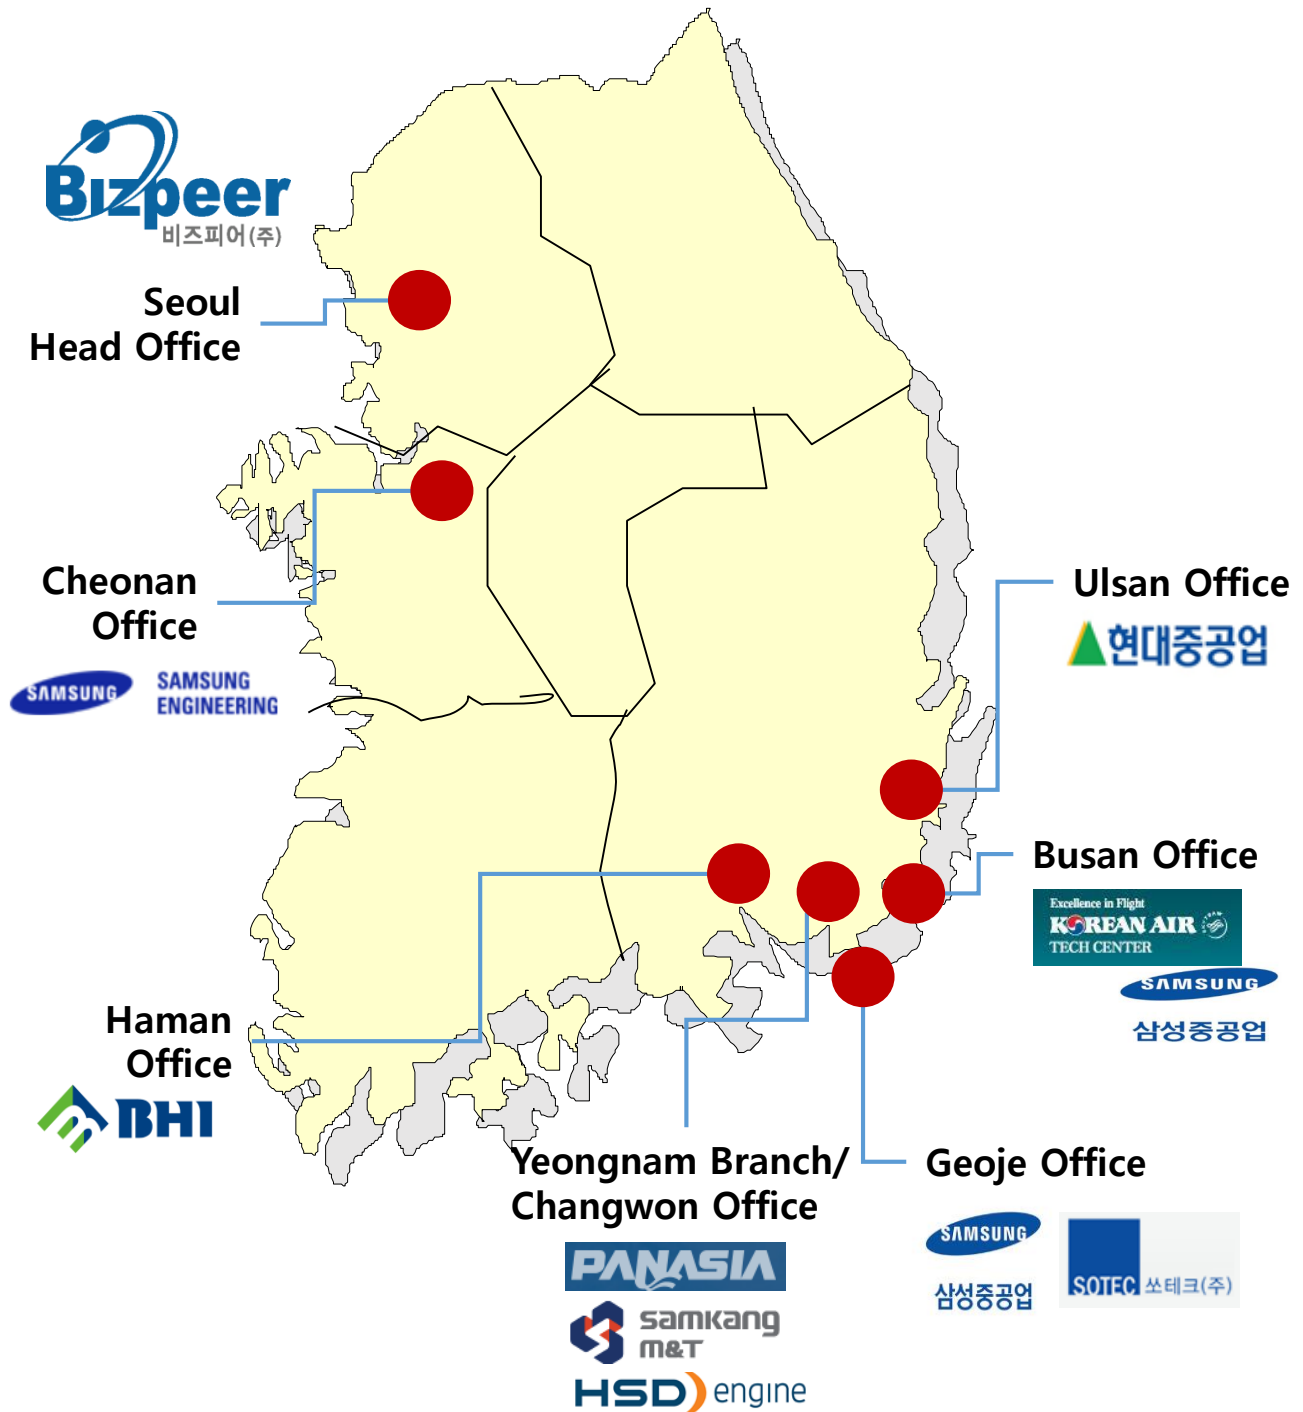 Bizpeer
비즈피어(주)
Seoul
Head Office
Cheonan
Office
SAMSUNG
SAMSUNG
ENGINEERING
Ulsan Office
현대중공업
Busan Office
Excellence in Flight
KOREAN AIR
TECH CENTER
SAMSUNG
삼성중공업
Haman
Office
BHI
Yeongnam Branch/
Changwon Office
PANASIA
samkang
M&T
HSD engine
Geoje Office
SAMSUNG
삼성중공업
SOTEC 쏘테크(주)